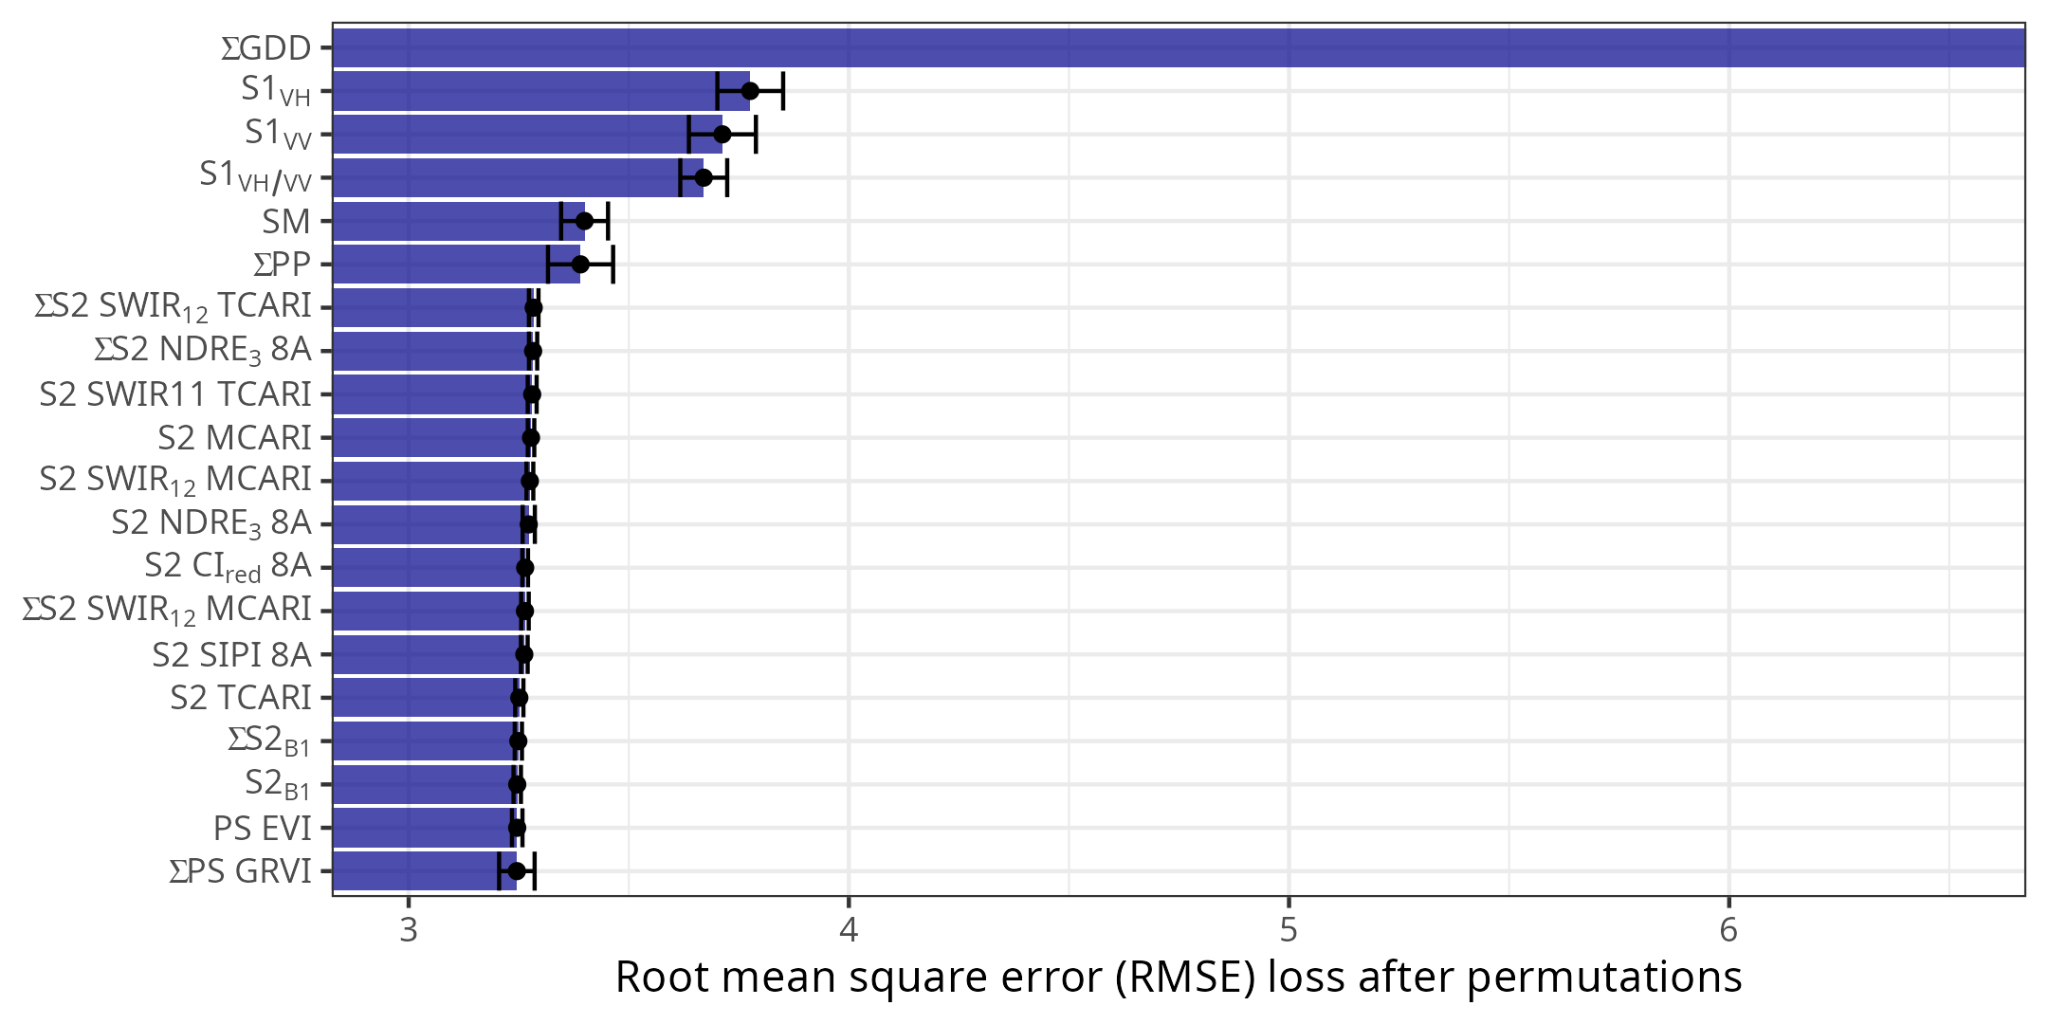 ΣGDD
S1VH
S1VV
S1VH/VV
SM
ΣPP
ΣS2 SWIR12 TCARI
ΣS2 NDRE3 8A
S2 SWIR11 TCARI
S2 MCARI
S2 SWIR12 MCARI
S2 NDRE3 8A
S2 CIred 8A
ΣS2 SWIR12 MCARI
S2 SIPI 8A
S2 TCARI
ΣS2B1
S2B1
PS EVI
ΣPS GRVI
3 4 5 6
Root mean square error (RMSE) loss after permutations